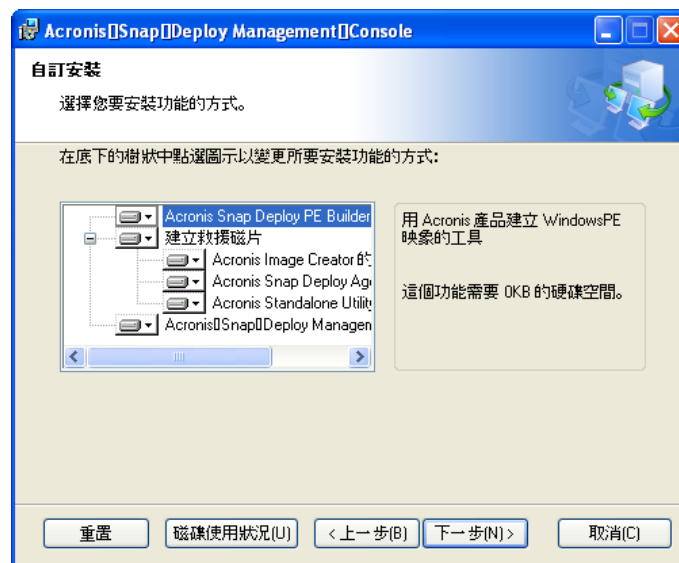 Acronis▯Snap▯Deploy Management▯Console
自訂安裝
選擇您要安裝功能的方式。
在底下的樹狀中點選圖示以變更所要安裝功能的方式:
Acronis Snap Deploy PE Builder
建立救援磁片
Acronis Image Creator 的
Acronis Snap Deploy Ag
Acronis Standalone Utility
Acronis▯Snap▯Deploy Managem
用 Acronis 產品建立 WindowsPE
映象的工具
這個功能需要 0KB 的硬碟空間。
重置
磁碟使用狀況(U)
<上一步(B)
下一步(N)>
取消(C)